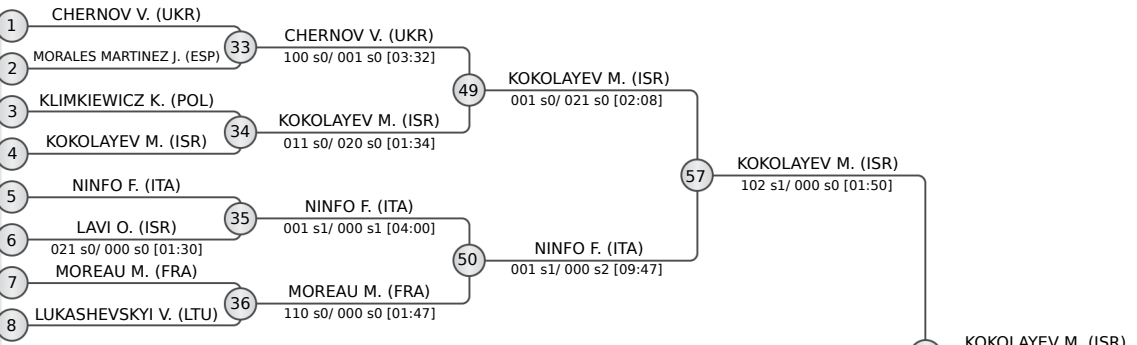 1
CHERNOV V. (UKR)
2
MORALES MARTINEZ J. (ESP)
3
KLIMKIEWICZ K. (POL)
4
KOKOLAYEV M. (ISR)
5
NINFO F. (ITA)
6
LAVI O. (ISR)
021 s0/ 000 s0 [01:30]
7
MOREAU M. (FRA)
8
LUKASHEVSKYI V. (LTU)
33
CHERNOV V. (UKR)
100 s0/ 001 s0 [03:32]
34
KOKOLAYEV M. (ISR)
011 s0/ 020 s0 [01:34]
35
NINFO F. (ITA)
001 s1/ 000 s1 [04:00]
36
MOREAU M. (FRA)
110 s0/ 000 s0 [01:47]
49
KOKOLAYEV M. (ISR)
001 s0/ 021 s0 [02:08]
50
NINFO F. (ITA)
001 s1/ 000 s2 [09:47]
57
KOKOLAYEV M. (ISR)
102 s1/ 000 s0 [01:50]
KOKOLAYEV M. (ISR)